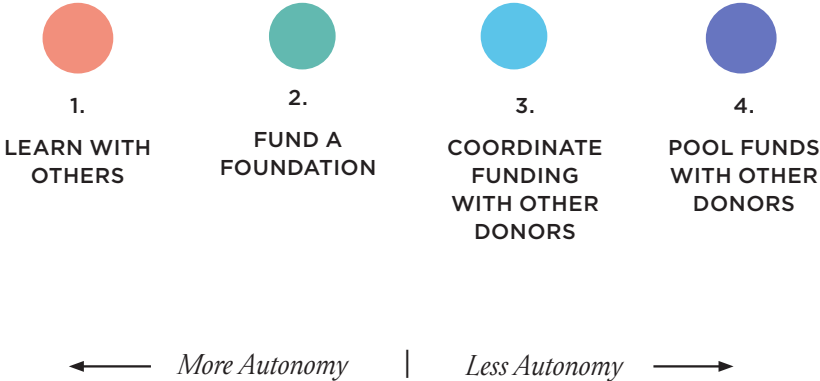 1.
LEARN WITH
OTHERS
2.
FUND A
FOUNDATION
3.
COORDINATE
FUNDING
WITH OTHER
DONORS
4.
POOL FUNDS
WITH OTHER
DONORS
More Autonomy | Less Autonomy